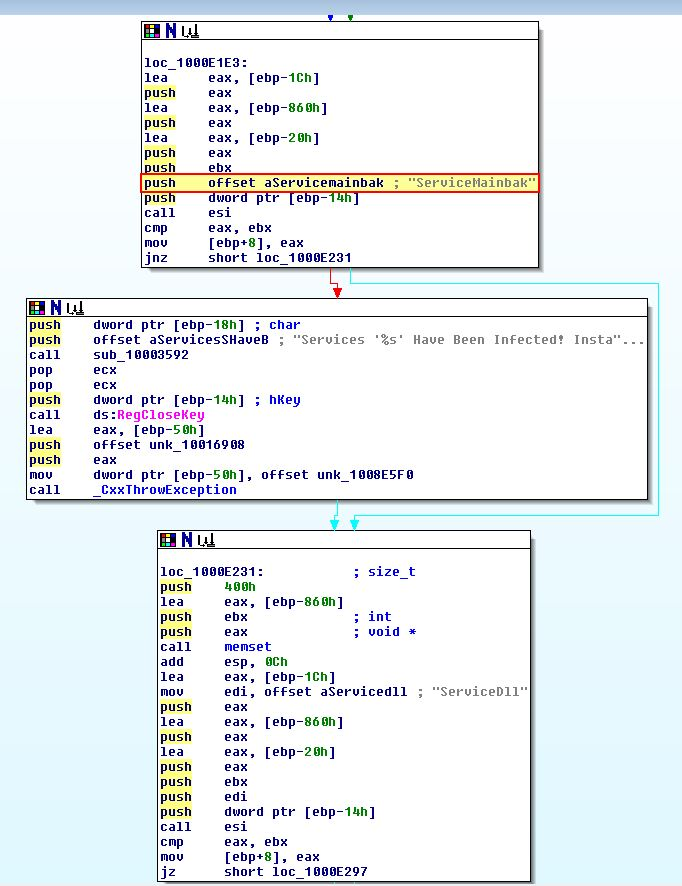 loc_1000E1E3:
lea eax, [ebp-1Ch]
push eax
lea eax, [ebp-860h]
push eax
lea eax, [ebp-20h]
push eax
push ebx
push offset aServicemainbak ; "ServiceMainbak"
push dword ptr [ebp-14h]
call esi
cmp eax, ebx
mov [ebp+8], eax
jnz short loc_1000E231
push dword ptr [ebp-18h] ; char
push offset aServicesSHaveB ; "Services '%s' Have Been Infected! Insta"...
call sub_10003592
pop ecx
pop ecx
push dword ptr [ebp-14h] ; hKey
call ds:RegCloseKey
lea eax, [ebp-50h]
push offset unk_10016908
push eax
mov dword ptr [ebp-50h], offset unk_1008E5F0
call _CxxThrowException
loc_1000E231: ; size_t
push 400h
lea eax, [ebp-860h]
push ebx ; int
push eax ; void *
call memset
add esp, 0Ch
lea eax, [ebp-1Ch]
mov edi, offset aServicedll ; "ServiceDll"
push eax
lea eax, [ebp-860h]
push eax
lea eax, [ebp-20h]
push eax
push ebx
push edi
push dword ptr [ebp-14h]
call esi
cmp eax, ebx
mov [ebp+8], eax
jz short loc_1000E297